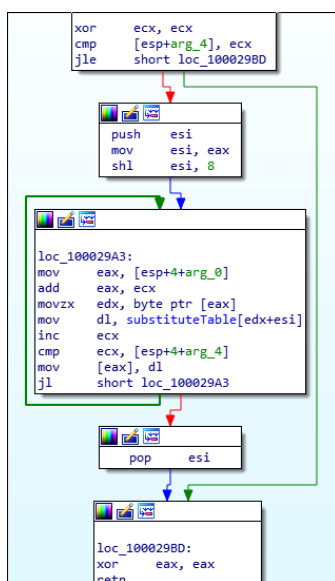 xor ecx, ecx
cmp [esp+arg_4], ecx
jle short loc_100029BD
push esi
mov esi, eax
shl esi, 8
loc_100029A3:
mov eax, [esp+4+arg_0]
add eax, ecx
movzx edx, byte ptr [eax]
mov dl, substituteTable[edx+esi]
inc ecx
cmp ecx, [esp+4+arg_4]
mov [eax], dl
jl short loc_100029A3
pop esi
loc_100029BD:
xor eax, eax
retn